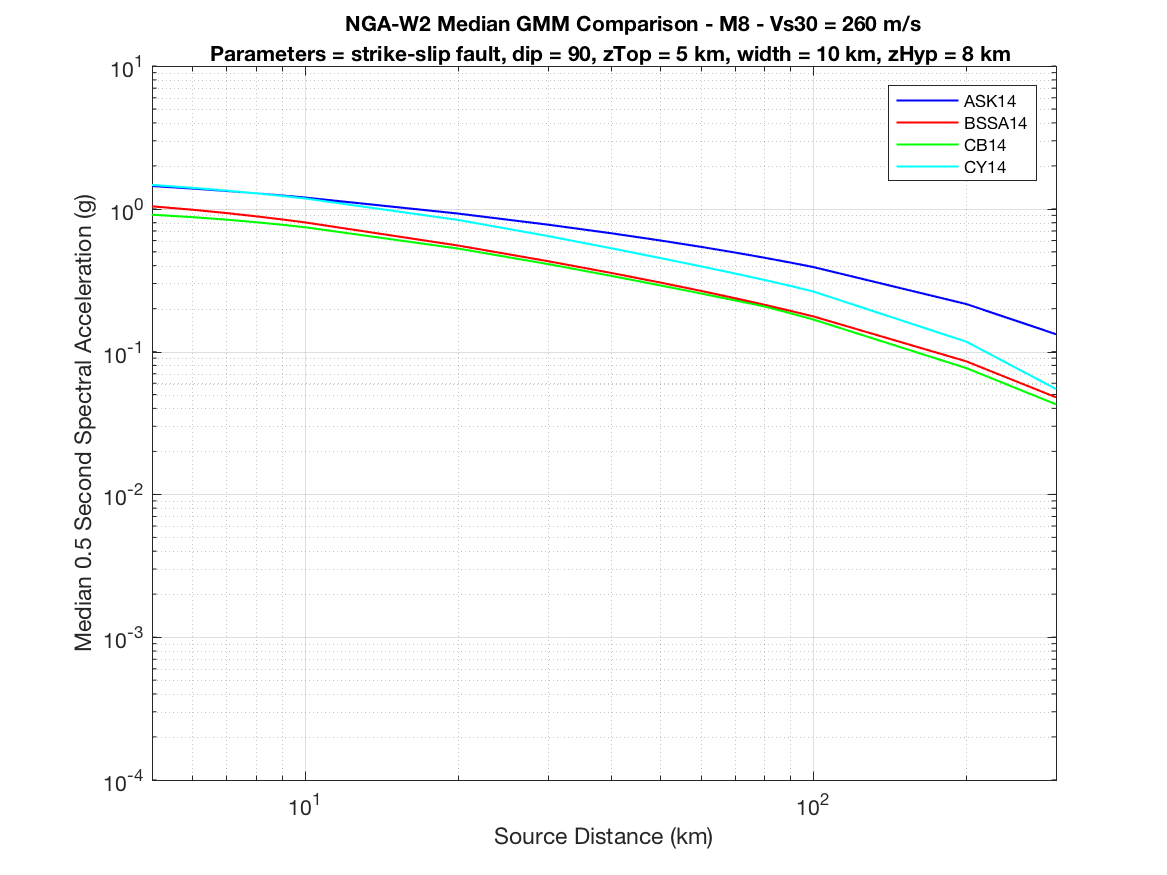 NGA-W2 Median GMM Comparison - M8 - Vs30 = 260 m/s
Parameters = strike-slip fault, dip = 90, zTop = 5 km, width = 10 km, zHyp = 8 km
10^1
10^0
10^-1
10^-2
10^-3
10^-4
Median 0.5 Second Spectral Acceleration (g)
ASK14
BSSA14
CB14
CY14
10^1
10^2
Source Distance (km)